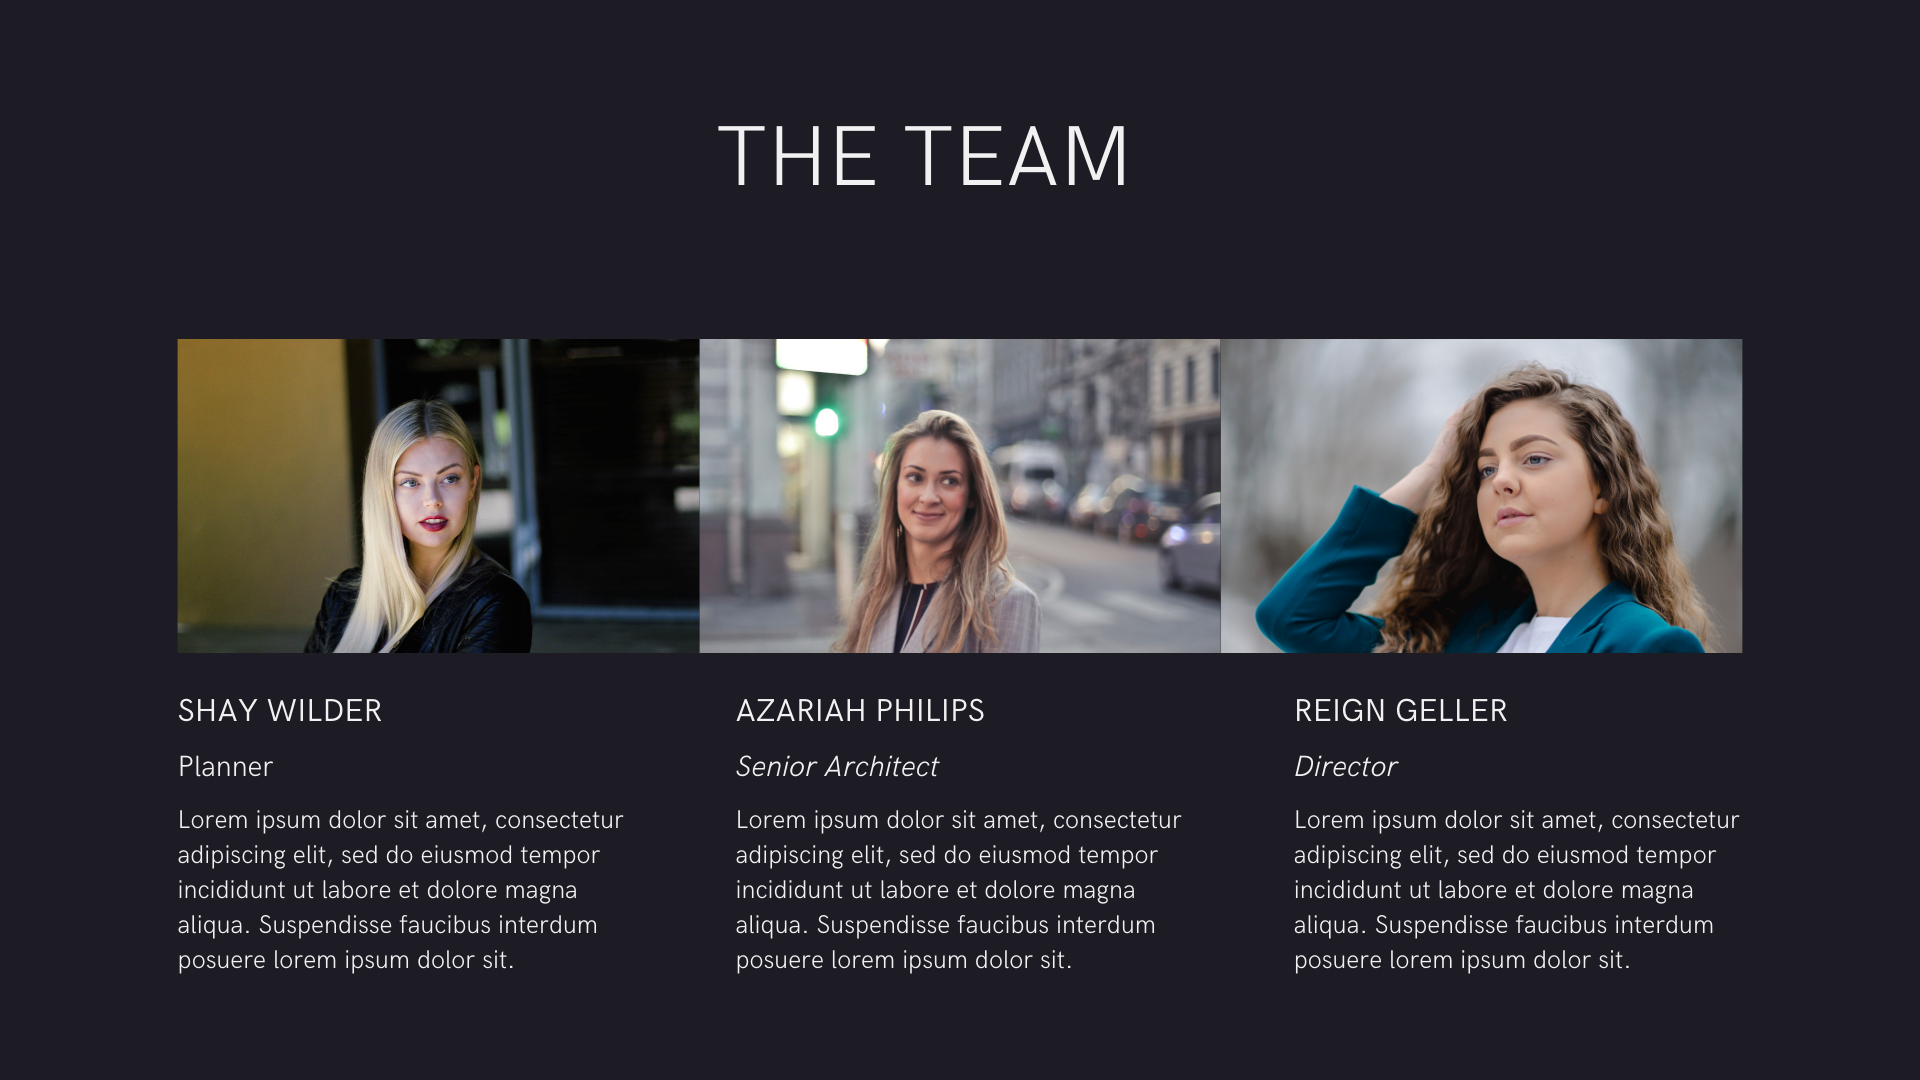 THE TEAM
SHAY WILDER
Planner
Lorem ipsum dolor sit amet, consectetur
adipiscing elit, sed do eiusmod tempor
incididunt ut labore et dolore magna
aliqua. Suspendisse faucibus interdum
posuere lorem ipsum dolor sit.
AZARIAH PHILIPS
Senior Architect
Lorem ipsum dolor sit amet, consectetur
adipiscing elit, sed do eiusmod tempor
incididunt ut labore et dolore magna
aliqua. Suspendisse faucibus interdum
posuere lorem ipsum dolor sit.
REIGN GELLER
Director
Lorem ipsum dolor sit amet, consectetur
adipiscing elit, sed do eiusmod tempor
incididunt ut labore et dolore magna
aliqua. Suspendisse faucibus interdum
posuere lorem ipsum dolor sit.